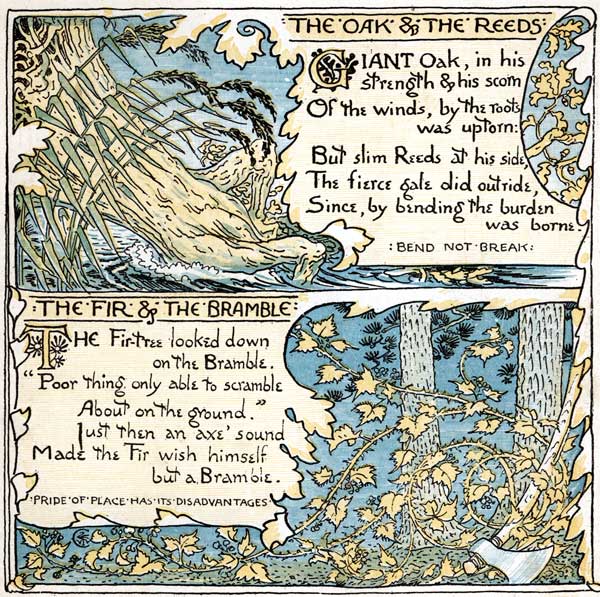 THE · OAK · & · THE · REEDS ·
GIANT Oak, in his
strength & his scorn
Of the winds, by the roots
was uptorn:
But slim Reeds at his side,
The fierce gale did outride,
Since, by bending the burden
was borne.
: BEND NOT · BREAK :
· THE · FIR · & · THE · BRAMBLE ·
THE Fir-tree looked down
on the Bramble.
"Poor thing, only able to scramble
About on the ground."
Just then an axe' sound
Made the Fir wish himself
but a Bramble.
· PRIDE · OF · PLACE · HAS · ITS · DISADVANTAGES ·